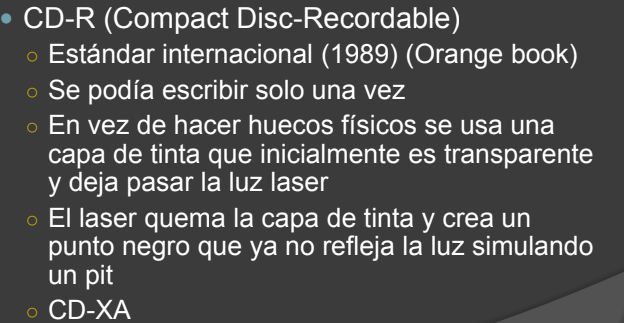 • CD-R (Compact Disc-Recordable)
○ Estándar internacional (1989) (Orange book)
○ Se podía escribir solo una vez
○ En vez de hacer huecos físicos se usa una
capa de tinta que inicialmente es transparente
y deja pasar la luz laser
○ El laser quema la capa de tinta y crea un
punto negro que ya no refleja la luz simulando
un pit
○ CD-XA